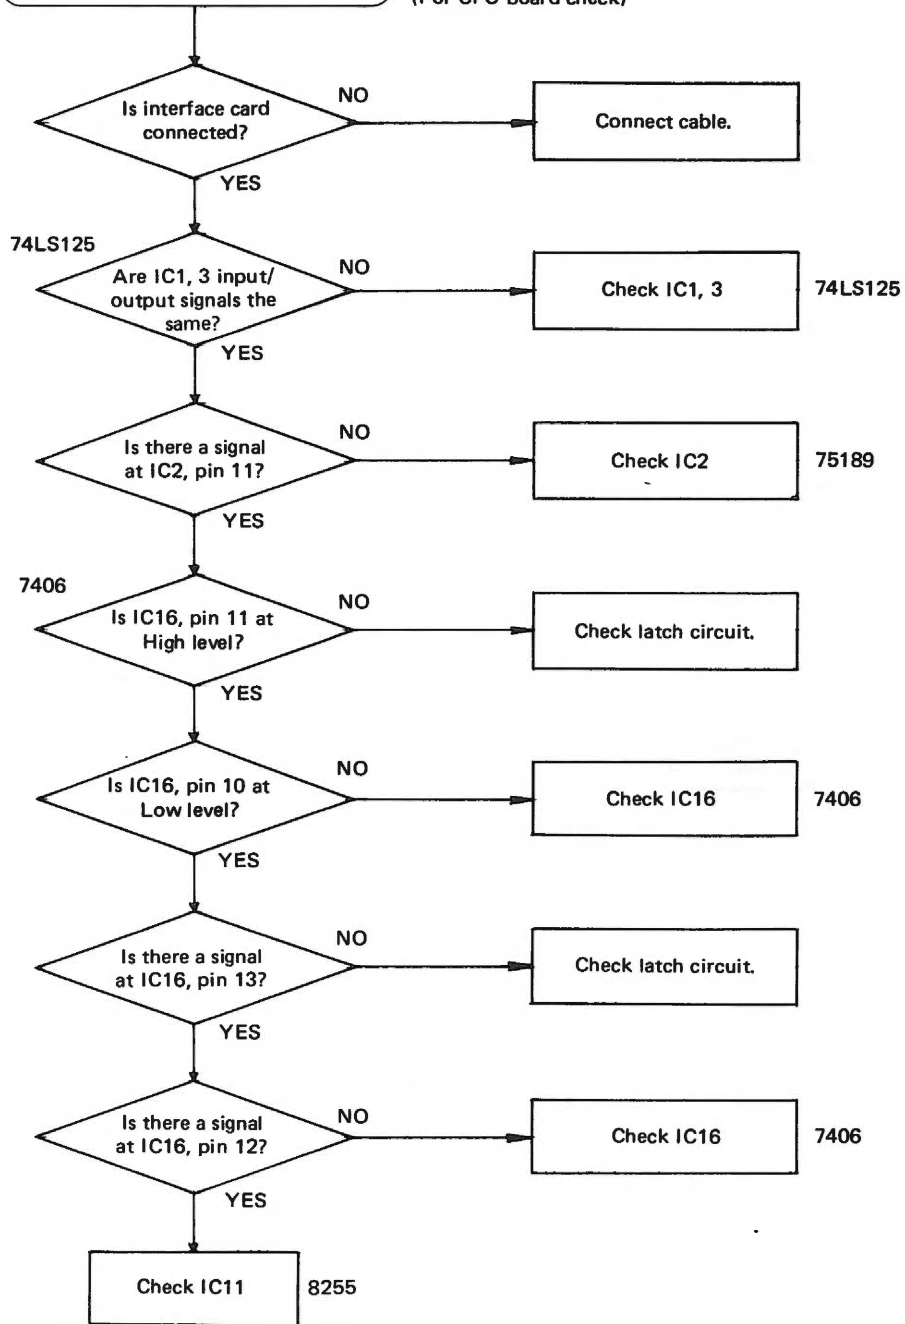 Is interface card
connected?
NO
Connect cable.
YES
74LS125
Are IC1, 3 input/
output signals the
same?
NO
Check IC1, 3
74LS125
YES
Is there a signal
at IC2, pin 11?
NO
Check IC2
75189
YES
7406
Is IC16, pin 11 at
High level?
NO
Check latch circuit.
YES
Is IC16, pin 10 at
Low level?
NO
Check IC16
7406
YES
Is there a signal
at IC16, pin 13?
NO
Check latch circuit.
YES
Is there a signal
at IC16, pin 12?
NO
Check IC16
7406
YES
Check IC11
8255